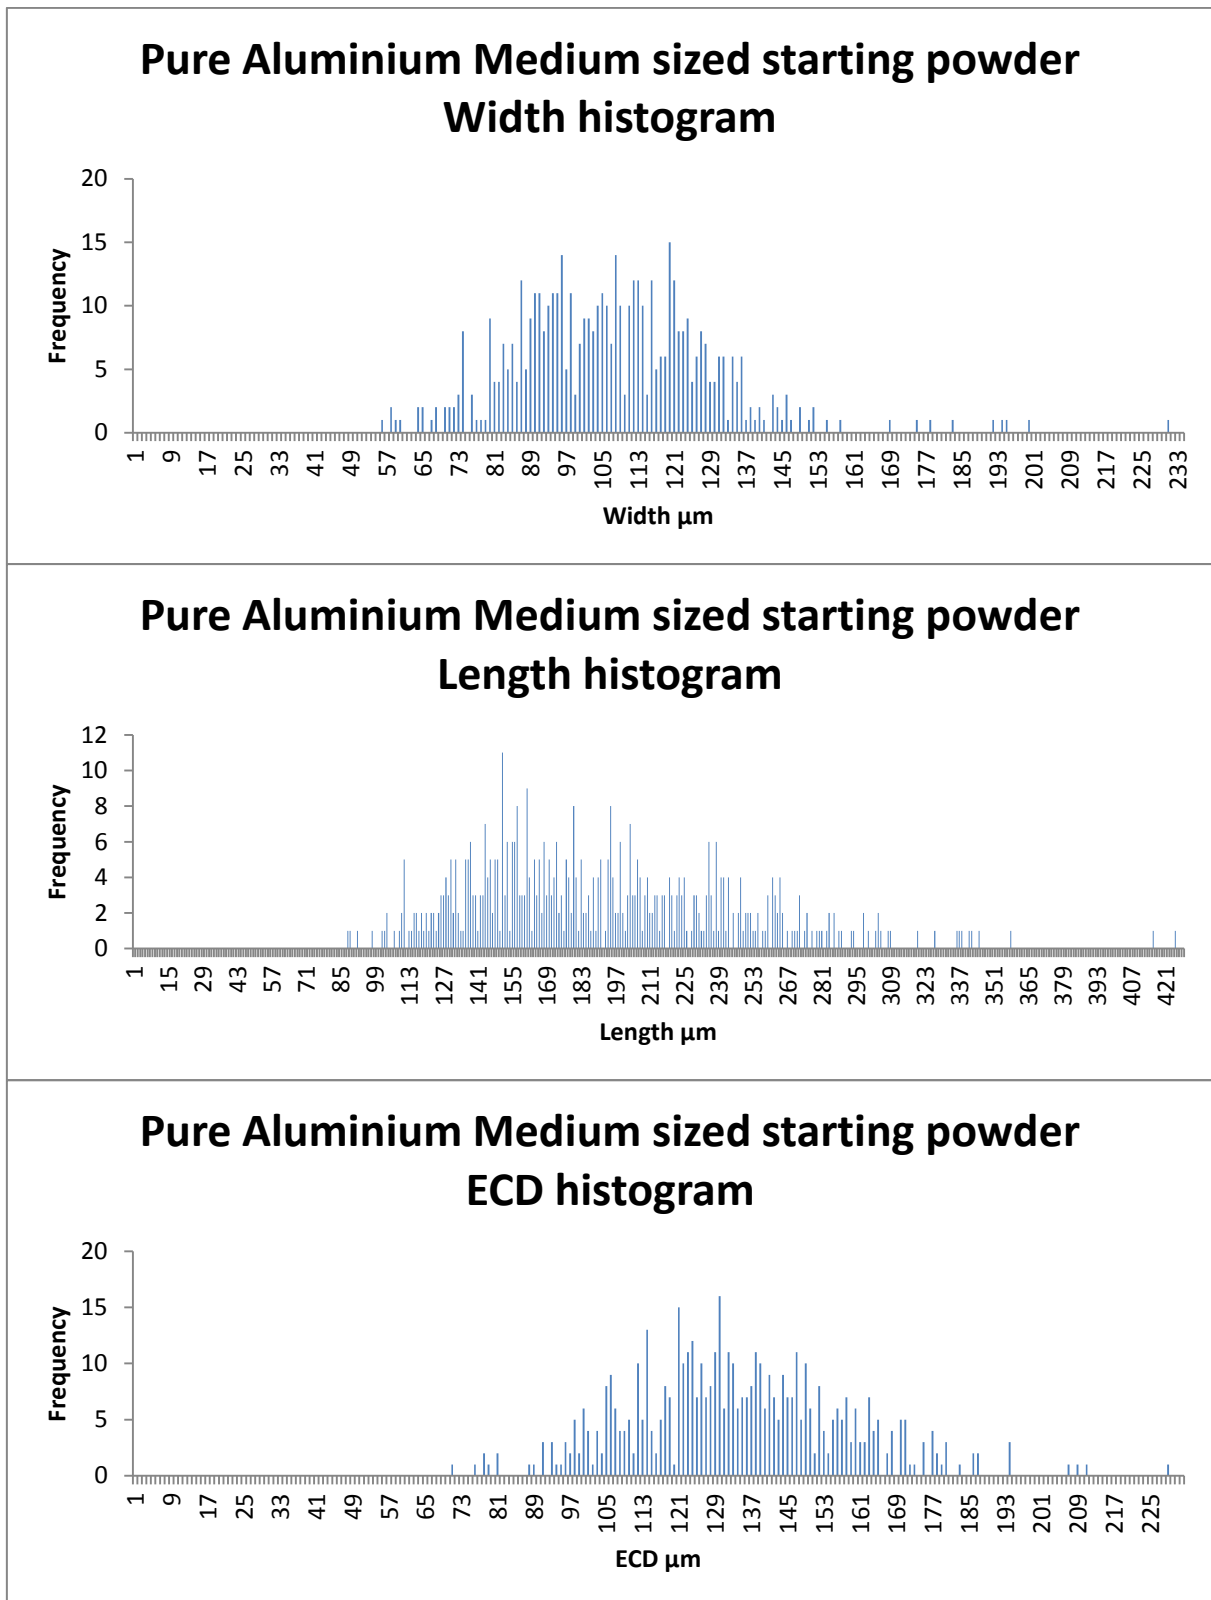 Pure Aluminium Medium sized starting powder
Width histogram
20
15
10
5
0
Frequency
1 9 17 25 33 41 49 57 65 73 81 89 97 105 113 121 129 137 145 153 161 169 177 185 193 201 209 217 225 233
Width µm
Pure Aluminium Medium sized starting powder
Length histogram
12
10
8
6
4
2
0
Frequency
1 15 29 43 57 71 85 99 113 127 141 155 169 183 197 211 225 239 253 267 281 295 309 323 337 351 365 379 393 407 421
Length µm
Pure Aluminium Medium sized starting powder
ECD histogram
20
15
10
5
0
Frequency
1 9 17 25 33 41 49 57 65 73 81 89 97 105 113 121 129 137 145 153 161 169 177 185 193 201 209 217 225
ECD µm